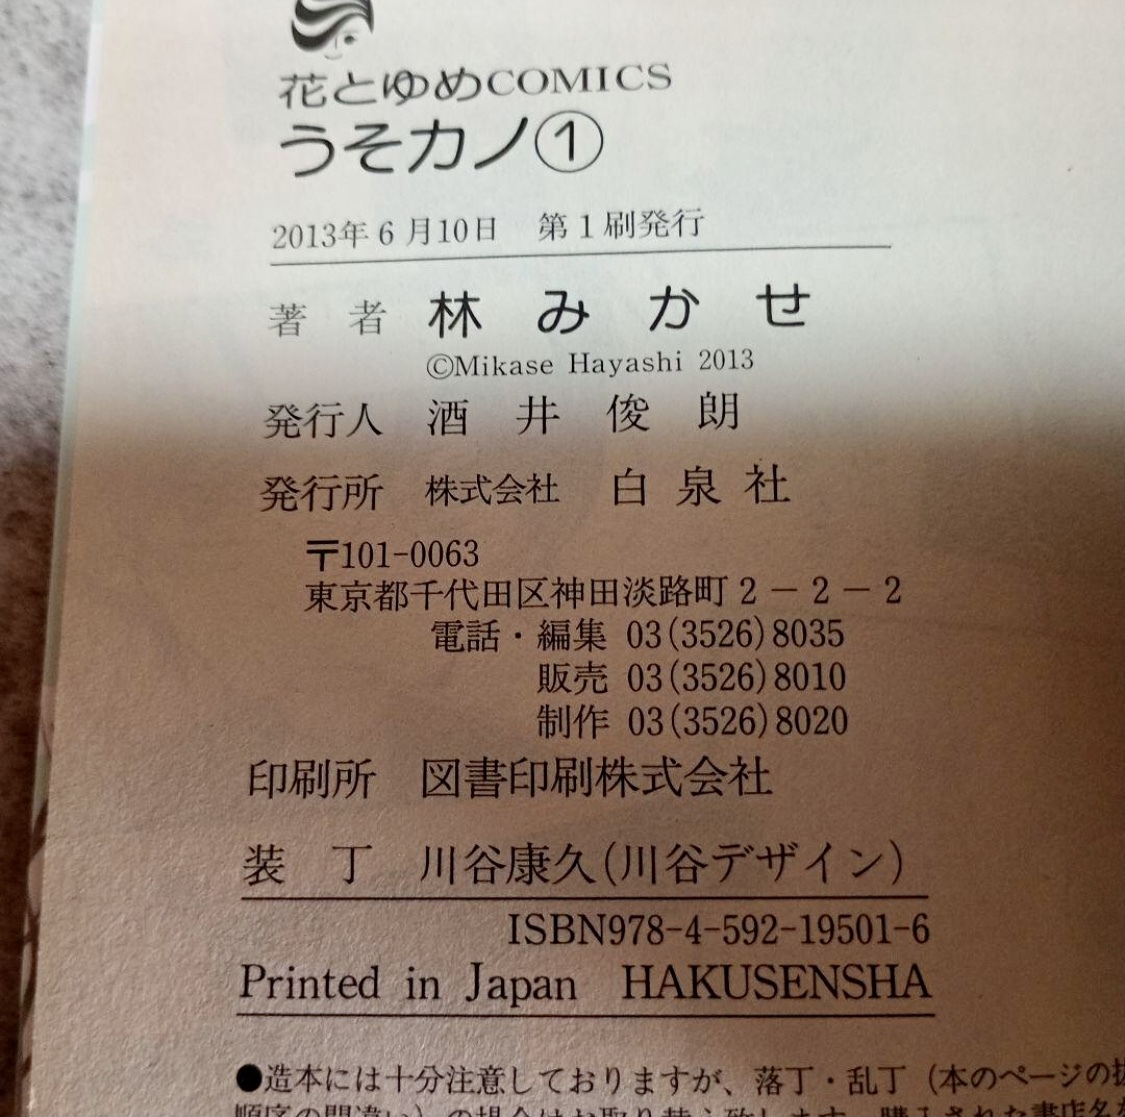 花とゆめCOMICS
うそカノ①
2013年6月10日 第1刷発行
著者 林みかせ
©Mikase Hayashi 2013
発行人 酒井俊朗
発行所 株式会社 白泉社
〒101-0063
東京都千代田区神田淡路町2－2－2
電話・編集 03(3526)8035
販売 03(3526)8010
制作 03(3526)8020
印刷所 図書印刷株式会社
装丁 川谷康久(川谷デザイン)
ISBN978-4-592-19501-6
Printed in Japan HAKUSENSHA
●造本には十分注意しておりますが、落丁・乱丁（本のページの